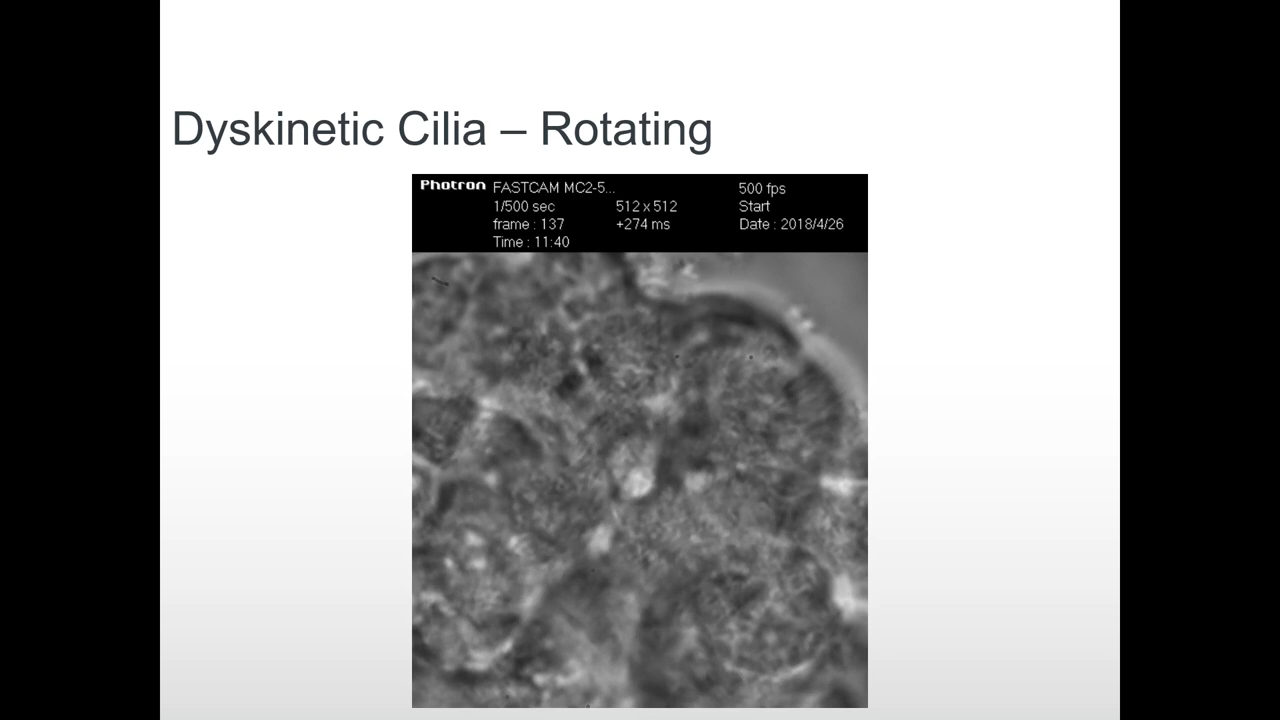 Dyskinetic Cilia – Rotating
Photron FASTCAM MC2-5... 500 fps
1/500 sec 512 x 512 Start
frame : 137 +274 ms Date : 2018/4/26
Time : 11:40